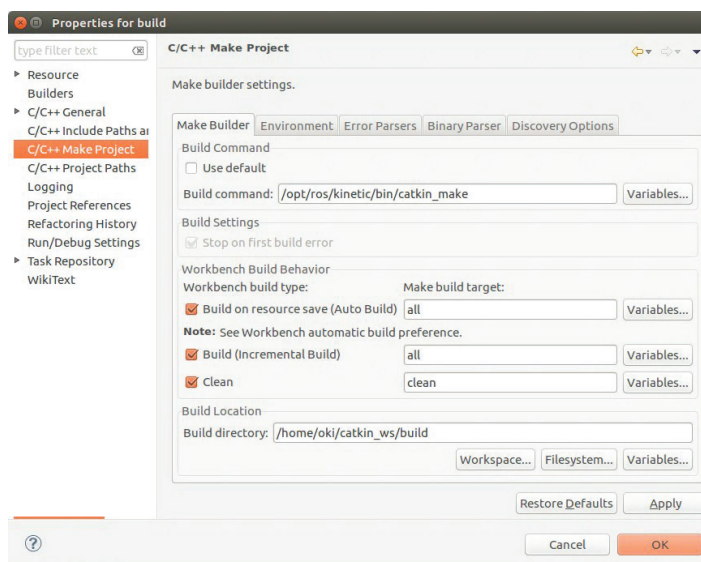 Properties for build
type filter text
Resource
Builders
C/C++ General
C/C++ Include Paths ar
C/C++ Make Project
C/C++ Project Paths
Logging
Project References
Refactoring History
Run/Debug Settings
Task Repository
WikiText
C/C++ Make Project
Make builder settings.
Make Builder Environment Error Parsers Binary Parser Discovery Options
Build Command
Use default
Build command: /opt/ros/kinetic/bin/catkin_make Variables...
Build Settings
Stop on first build error
Workbench Build Behavior
Workbench build type: Make build target:
Build on resource save (Auto Build) all Variables...
Note: See Workbench automatic build preference.
Build (Incremental Build) all Variables...
Clean clean Variables...
Build Location
Build directory: /home/oki/catkin_ws/build
Workspace... Filesystem... Variables...
Restore Defaults Apply
Cancel OK